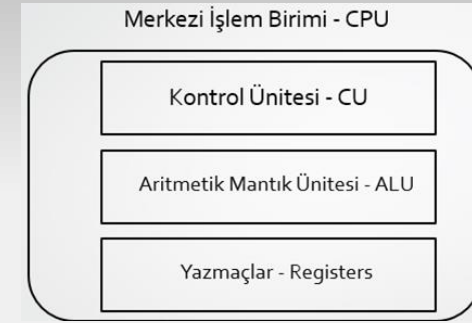 Merkezi İşlem Birimi - CPU
Kontrol Ünitesi - CU
Aritmetik Mantık Ünitesi - ALU
Yazmaçlar - Registers